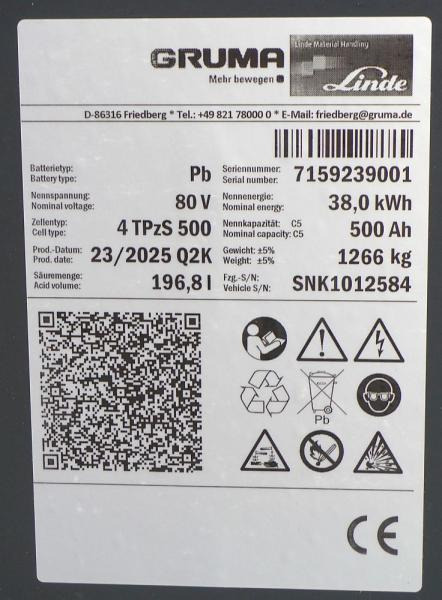 GRUMA
Mehr bewegen
Linde Material Handling
Linde
D-86316 Friedberg * Tel.: +49 821 78000 0 * E-Mail: friedberg@gruma.de
Batterietyp:
Battery type:
Pb
Seriennummer:
Serial number:
7159239001
Nennspannung:
Nominal voltage:
80 V
Nennenergie:
Nominal energy:
38,0 kWh
Zellentyp:
Cell type:
4 TPzS 500
Nennkapazität: C5
Nominal capacity: C5
500 Ah
Prod.-Datum:
Prod. date:
23/2025 Q2K
Gewicht: ±5%
Weight: ±5%
1266 kg
Säuremenge:
Acid volume:
196,8 l
Fzg.-S/N:
Vehicle S/N:
SNK1012584
Pb
CE